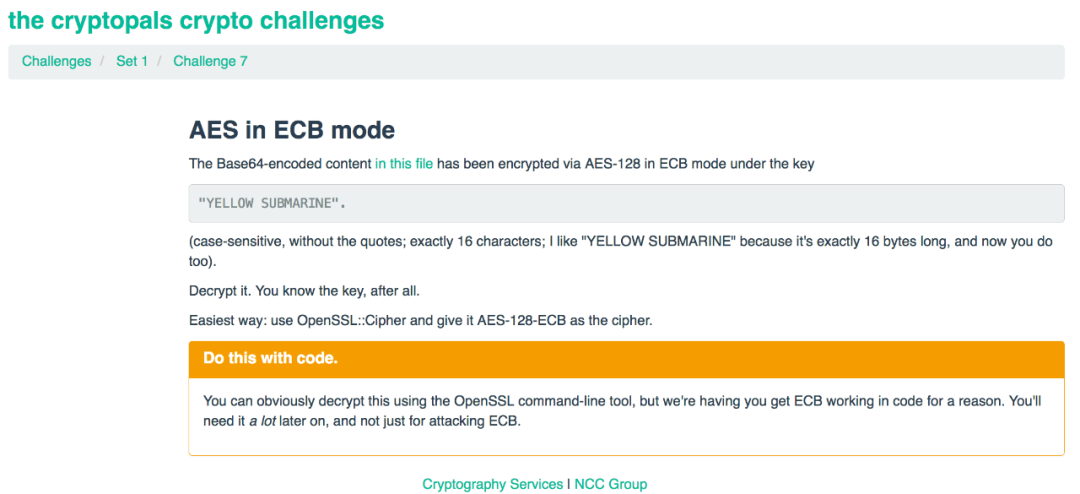 the cryptopals crypto challenges
Challenges / Set 1 / Challenge 7
AES in ECB mode
The Base64-encoded content in this file has been encrypted via AES-128 in ECB mode under the key
"YELLOW SUBMARINE".
(case-sensitive, without the quotes; exactly 16 characters; I like "YELLOW SUBMARINE" because it's exactly 16 bytes long, and now you do
too).
Decrypt it. You know the key, after all.
Easiest way: use OpenSSL::Cipher and give it AES-128-ECB as the cipher.
Do this with code.
You can obviously decrypt this using the OpenSSL command-line tool, but we're having you get ECB working in code for a reason. You'll
need it a lot later on, and not just for attacking ECB.
Cryptography Services | NCC Group